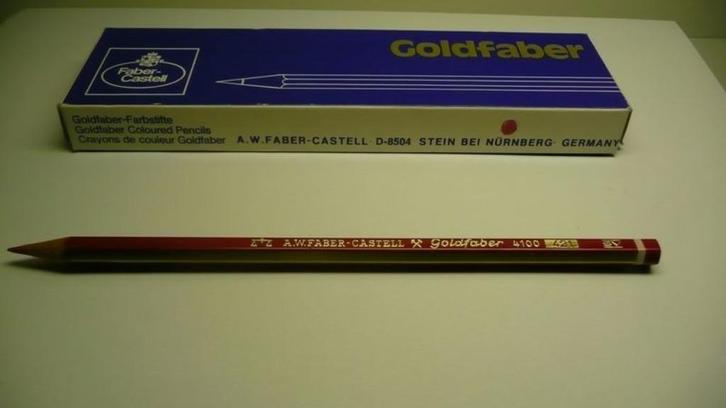 Goldfaber
Faber-
Castell
Goldfaber-Farbstifte
Goldfaber Coloured Pencils
Crayons de couleur Goldfaber
A.W.FABER-CASTELL · D-8504 STEIN BEI NÜRNBERG · GERMANY
A.W.FABER-CASTELL Goldfaber 4100